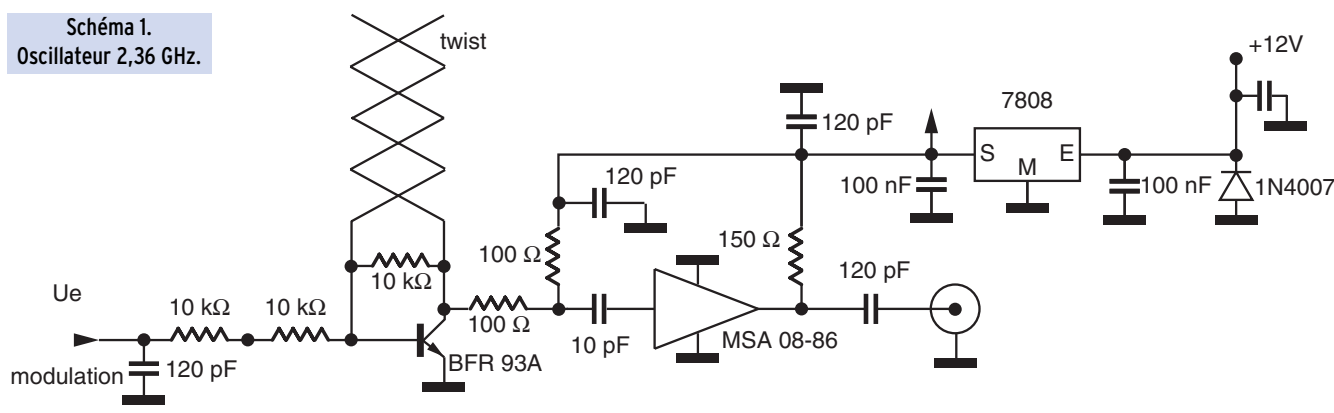 Schéma 1.
Oscillateur 2,36 GHz.
twist
+12V
7808
120 pF
S
E
M
120 pF
100 nF
100 nF
1N4007
100 Ω
150 Ω
10 kΩ
120 pF
Ue
10 kΩ
10 kΩ
100 Ω
10 pF
MSA 08-86
BFR 93A
modulation
120 pF